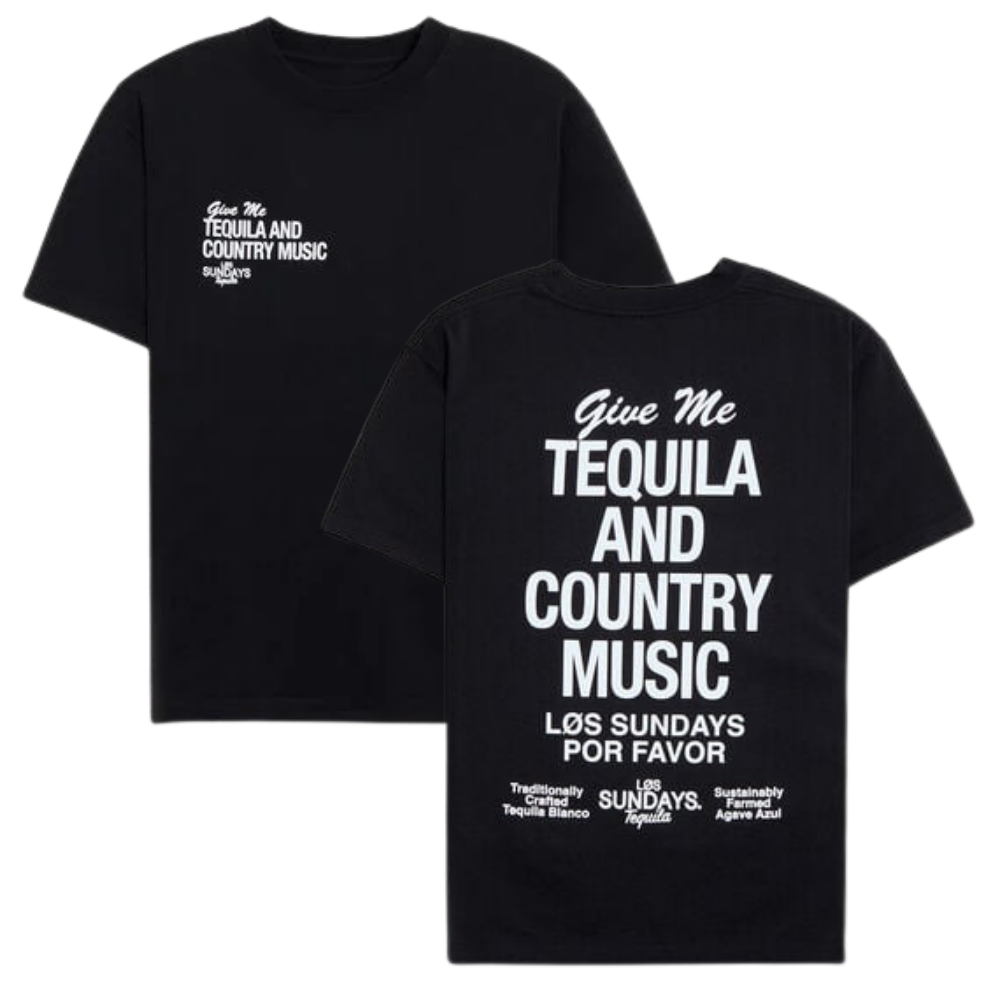 Give Me
TEQUILA AND
COUNTRY MUSIC
LØS
SUNDAYS
Tequila
Give Me
TEQUILA
AND
COUNTRY
MUSIC
LØS SUNDAYS
POR FAVOR
Traditionally
Crafted
Tequila Blanco
LØS
SUNDAYS.
Tequila
Sustainably
Farmed
Agave Azul